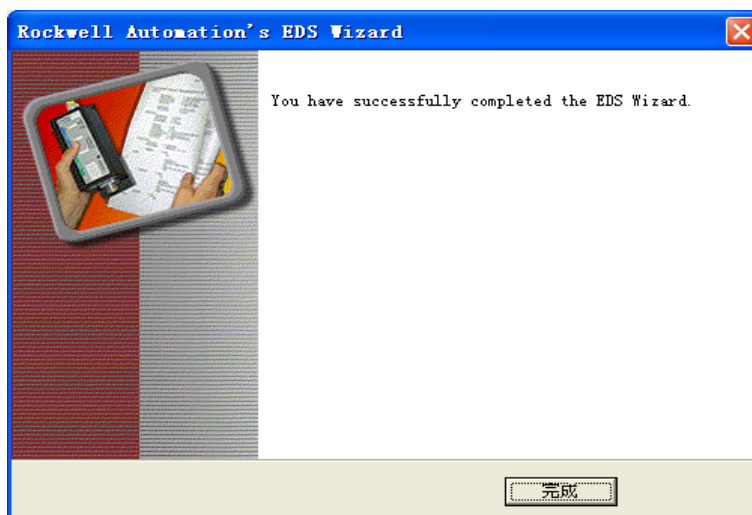 Rockwell Automation's EDS Wizard
You have successfully completed the EDS Wizard.
完成